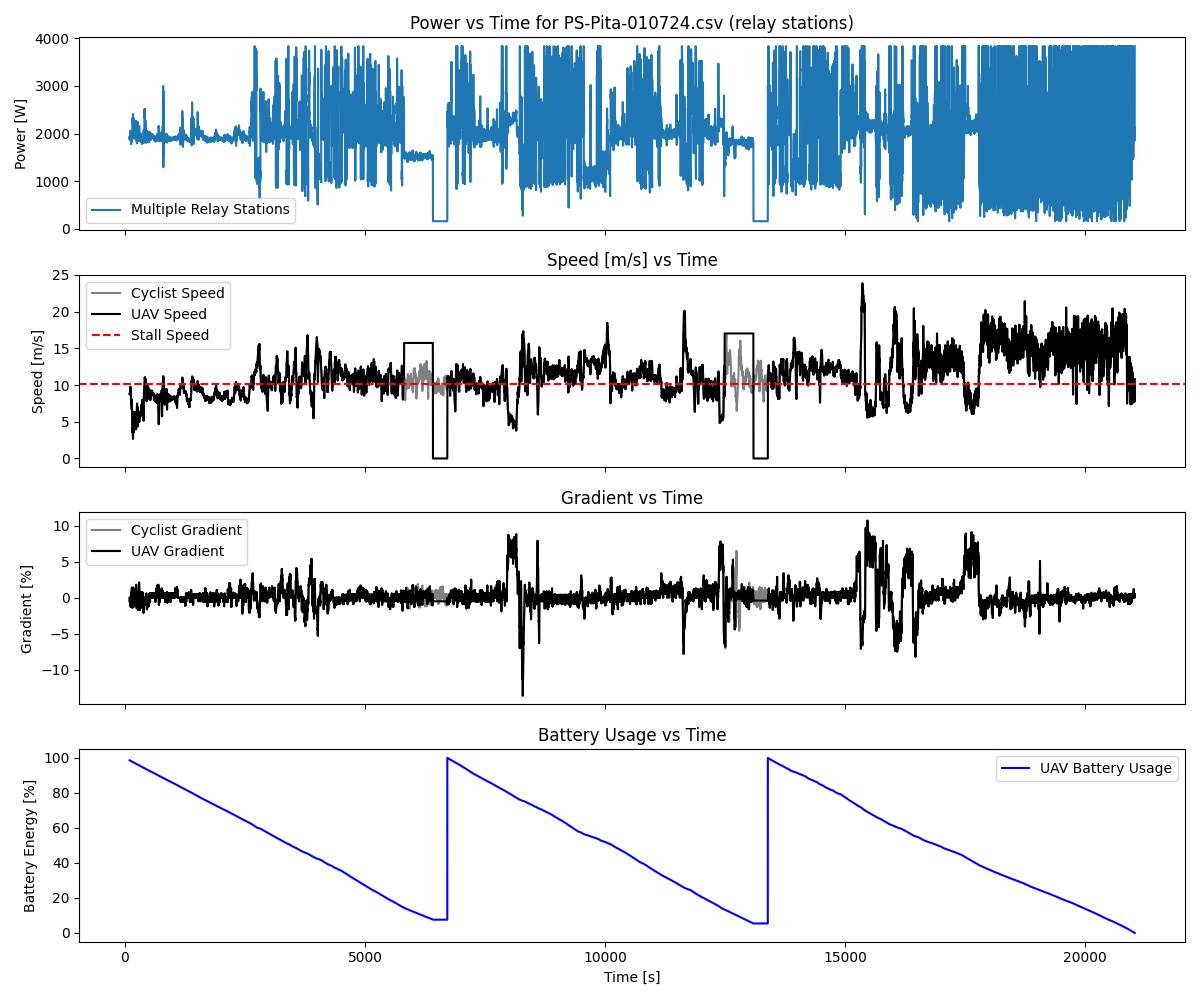 Power vs Time for PS-Pita-010724.csv (relay stations)
4000
3000
2000
1000
0
Power [W]
Multiple Relay Stations
Speed [m/s] vs Time
25
20
15
10
5
0
Speed [m/s]
Cyclist Speed
UAV Speed
Stall Speed
Gradient vs Time
10
5
0
−5
−10
Gradient [%]
Cyclist Gradient
UAV Gradient
Battery Usage vs Time
100
80
60
40
20
0
Battery Energy [%]
UAV Battery Usage
0 5000 10000 15000 20000
Time [s]